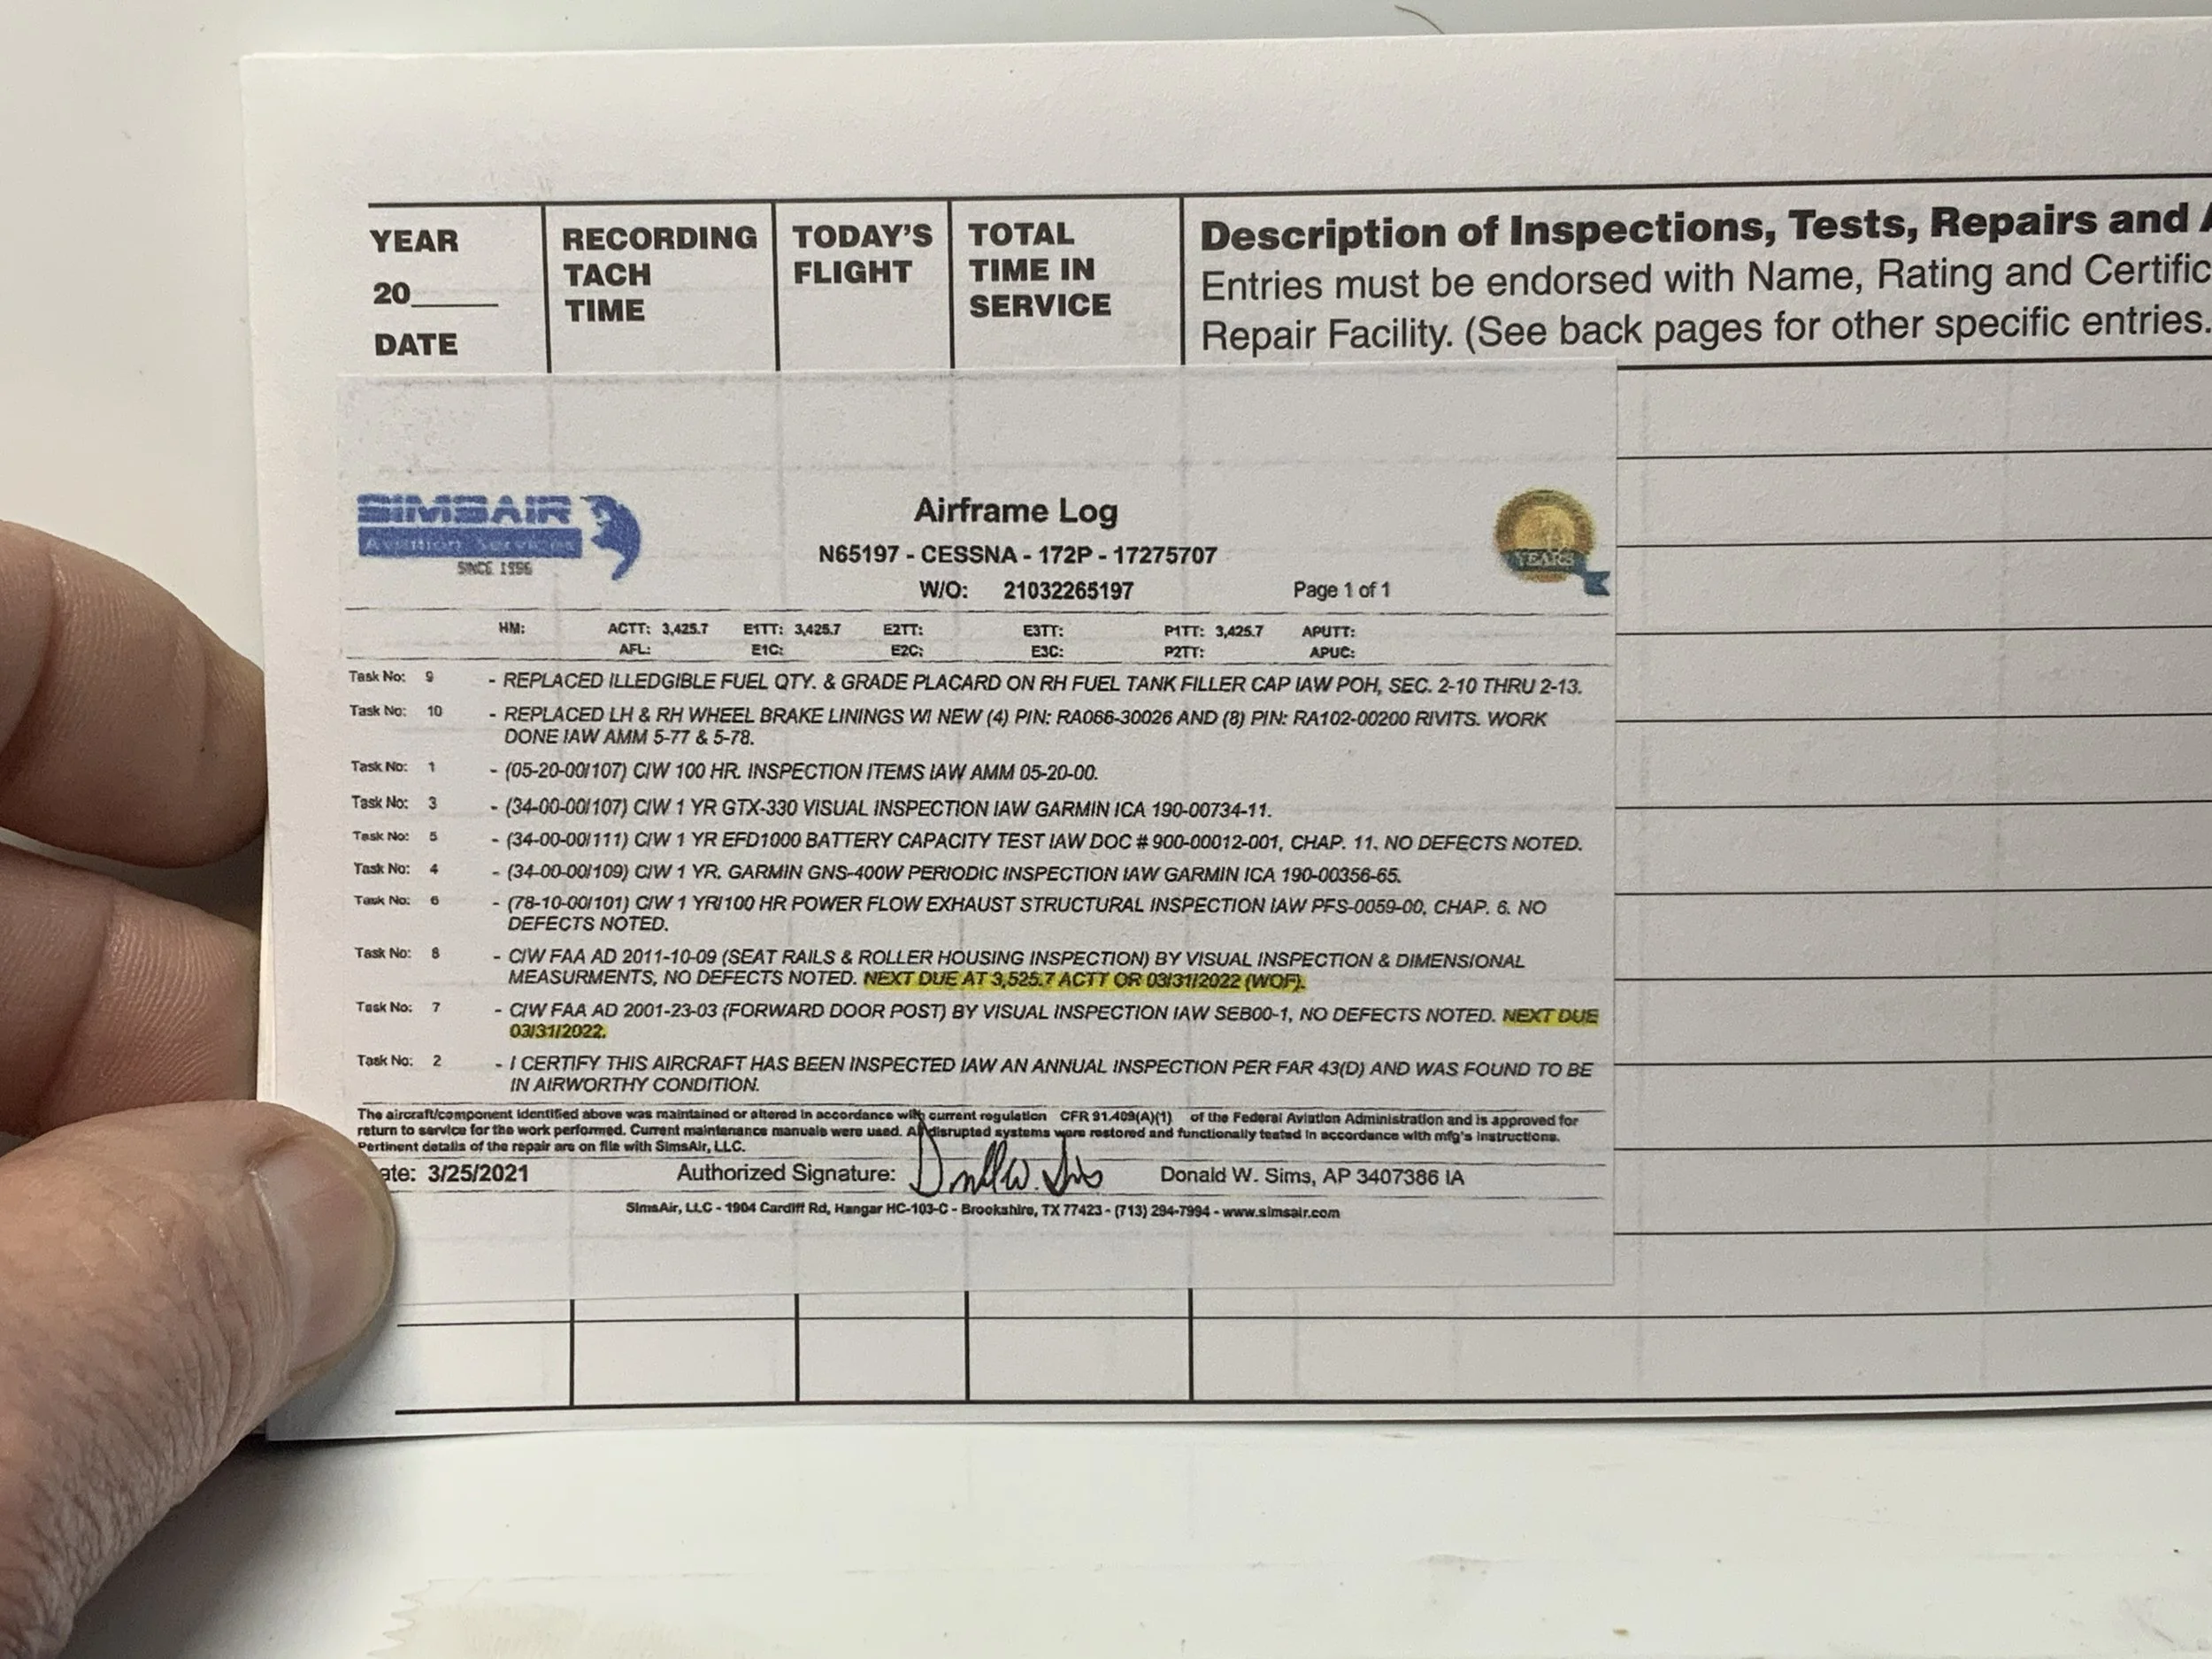 YEAR
20____
DATE
RECORDING
TACH
TIME
TODAY'S
FLIGHT
TOTAL
TIME IN
SERVICE
Description of Inspections, Tests, Repairs and A
Entries must be endorsed with Name, Rating and Certific
Repair Facility. (See back pages for other specific entries.
SIMSAIR
Aviation Services
SINCE 1996
YEARS
Airframe Log
N65197 - CESSNA - 172P - 17275707
W/O: 21032265197 Page 1 of 1
HM: ACTT: 3,425.7 E1TT: 3,425.7 E2TT: E3TT: P1TT: 3,425.7 APUTT:
AFL: E1C: E2C: E3C: P2TT: APUC:
Task No: 9 - REPLACED ILLEDGIBLE FUEL QTY. & GRADE PLACARD ON RH FUEL TANK FILLER CAP IAW POH, SEC. 2-10 THRU 2-13.
Task No: 10 - REPLACED LH & RH WHEEL BRAKE LININGS W/ NEW (4) P/N: RA066-30026 AND (8) P/N: RA102-00200 RIVITS. WORK
DONE IAW AMM 5-77 & 5-78.
Task No: 1 - (05-20-00/107) C/W 100 HR. INSPECTION ITEMS IAW AMM 05-20-00.
Task No: 3 - (34-00-00/107) C/W 1 YR GTX-330 VISUAL INSPECTION IAW GARMIN ICA 190-00734-11.
Task No: 5 - (34-00-00/111) C/W 1 YR EFD1000 BATTERY CAPACITY TEST IAW DOC # 900-00012-001, CHAP. 11. NO DEFECTS NOTED.
Task No: 4 - (34-00-00/109) C/W 1 YR. GARMIN GNS-400W PERIODIC INSPECTION IAW GARMIN ICA 190-00356-65.
Task No: 6 - (78-10-00/101) C/W 1 YR/100 HR POWER FLOW EXHAUST STRUCTURAL INSPECTION IAW PFS-0059-00, CHAP. 6. NO
DEFECTS NOTED.
Task No: 8 - C/W FAA AD 2011-10-09 (SEAT RAILS & ROLLER HOUSING INSPECTION) BY VISUAL INSPECTION & DIMENSIONAL
MEASURMENTS, NO DEFECTS NOTED. NEXT DUE AT 3,525.7 ACTT OR 03/31/2022 (WOF).
Task No: 7 - C/W FAA AD 2001-23-03 (FORWARD DOOR POST) BY VISUAL INSPECTION IAW SEB00-1, NO DEFECTS NOTED. NEXT DUE
03/31/2022.
Task No: 2 - I CERTIFY THIS AIRCRAFT HAS BEEN INSPECTED IAW AN ANNUAL INSPECTION PER FAR 43(D) AND WAS FOUND TO BE
IN AIRWORTHY CONDITION.
The aircraft/component identified above was maintained or altered in accordance with current regulation CFR 91.409(A)(1) of the Federal Aviation Administration and is approved for
return to service for the work performed. Current maintenance manuals were used. All disrupted systems were restored and functionally tested in accordance with mfg's instructions.
Pertinent details of the repair are on file with SimsAir, LLC.
ate: 3/25/2021 Authorized Signature: Donald W. Sims Donald W. Sims, AP 3407386 IA
SimsAir, LLC - 1904 Cardiff Rd, Hangar HC-103-C - Brookshire, TX 77423 - (713) 294-7994 - www.simsair.com